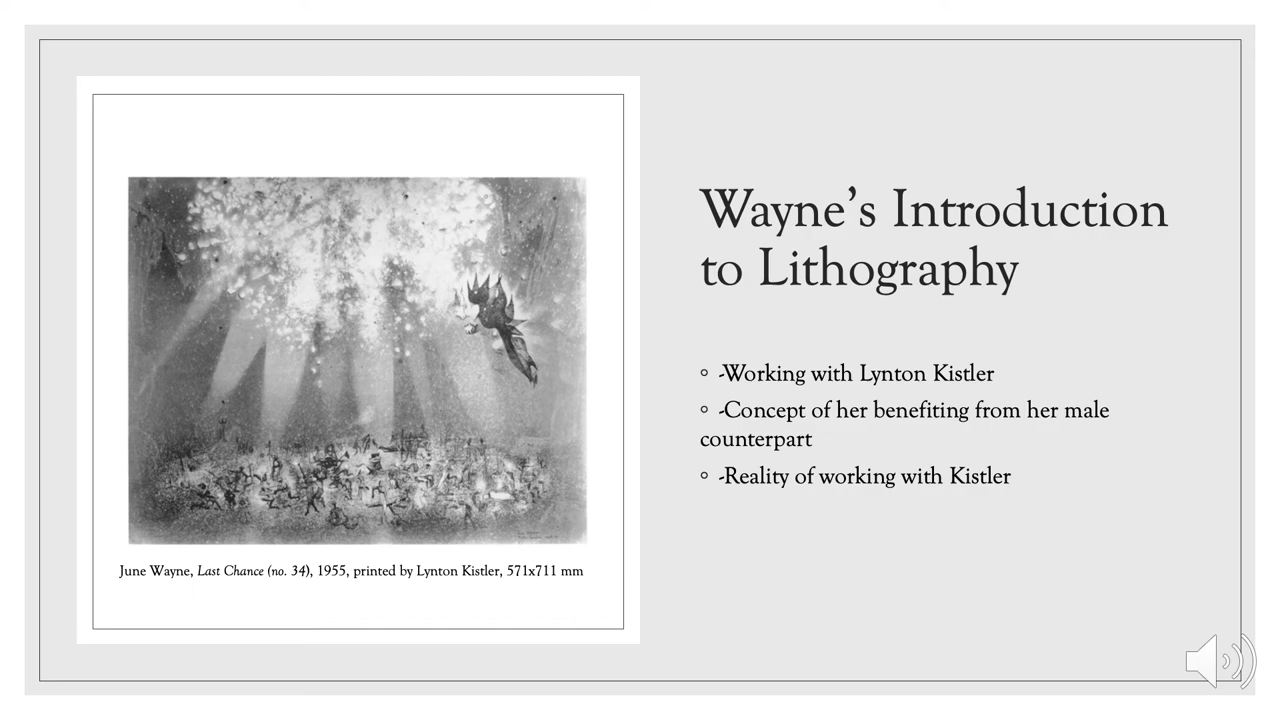 Wayne’s Introduction
to Lithography
-Working with Lynton Kistler
-Concept of her benefiting from her male
counterpart
-Reality of working with Kistler
June Wayne, Last Chance (no. 34), 1955, printed by Lynton Kistler, 571x711 mm